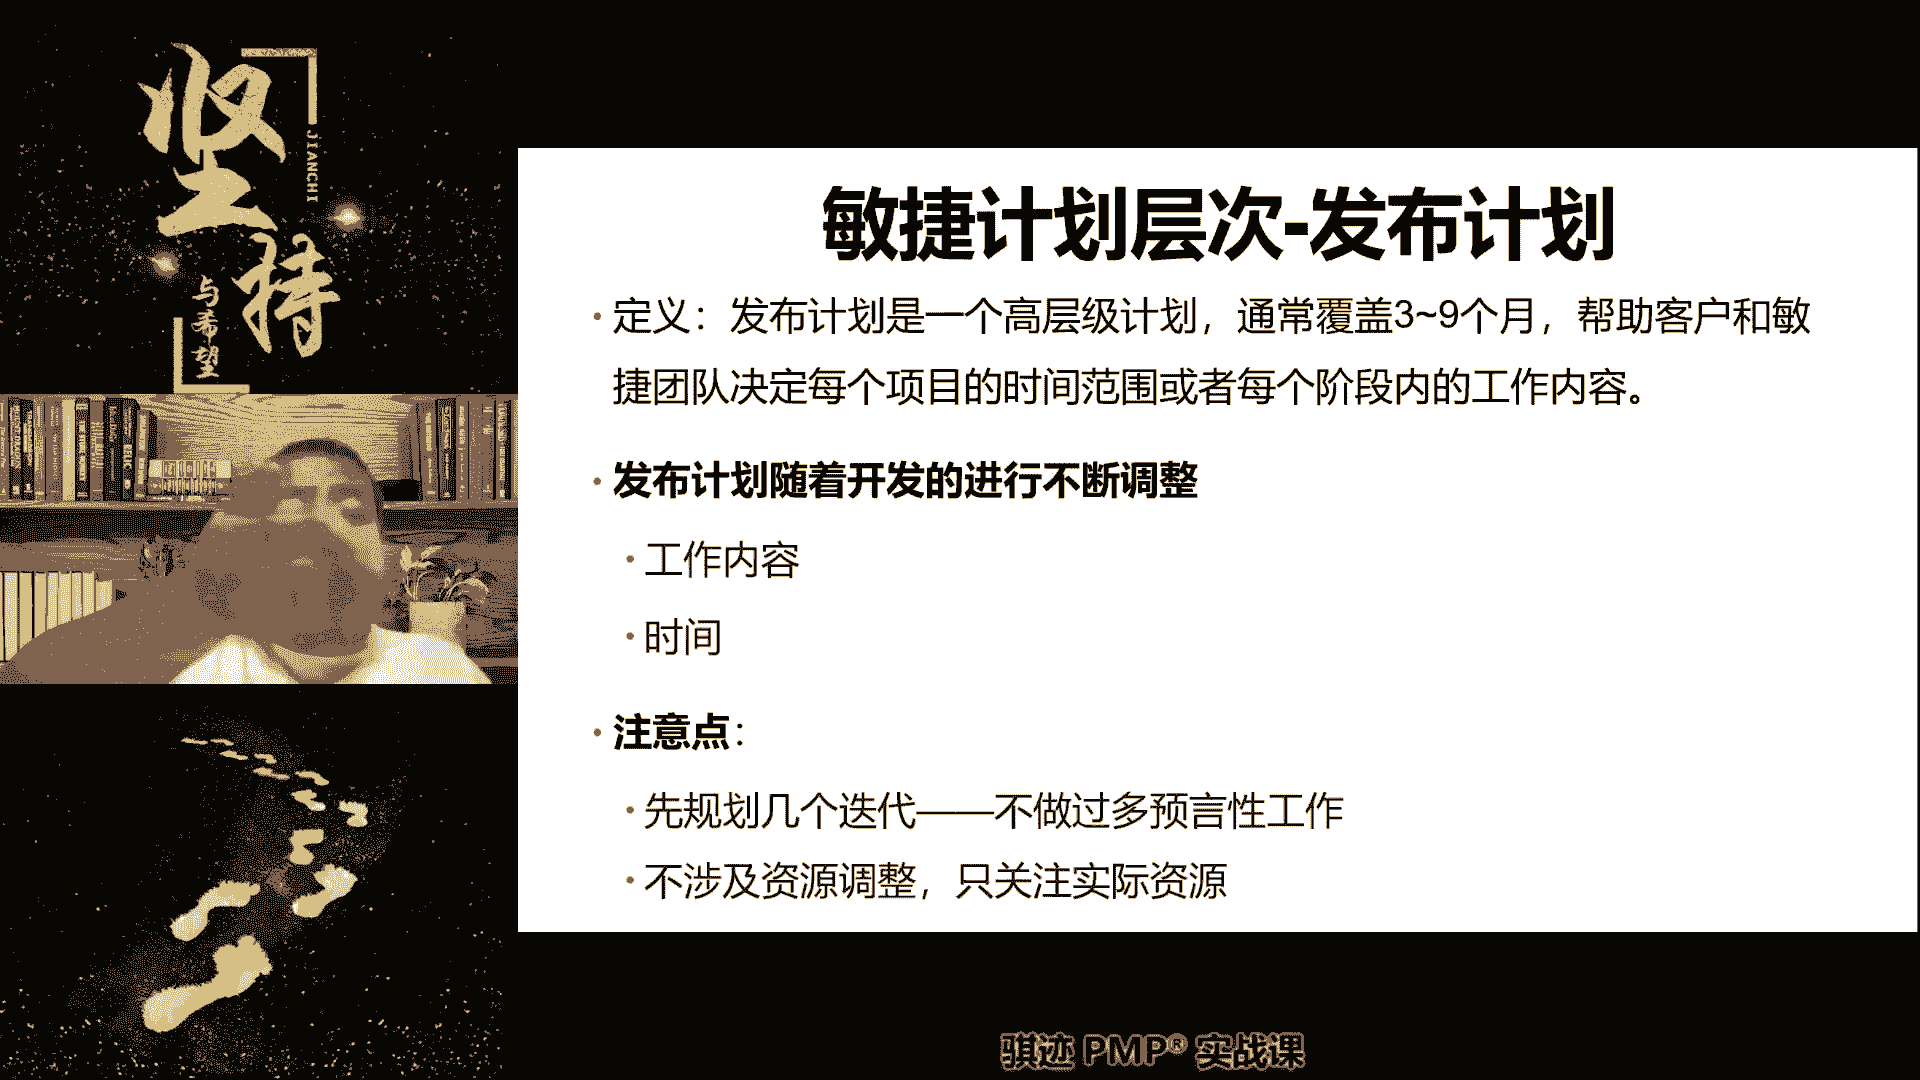 坚持
JIANCHI
与希望
敏捷计划层次-发布计划
·定义：发布计划是一个高层级计划，通常覆盖3~9个月，帮助客户和敏
捷团队决定每个项目的时间范围或者每个阶段内的工作内容。
·发布计划随着开发的进行不断调整
·工作内容
·时间
·注意点：
·先规划几个迭代——不做过多预言性工作
·不涉及资源调整，只关注实际资源
骐迹 PMP® 实战课